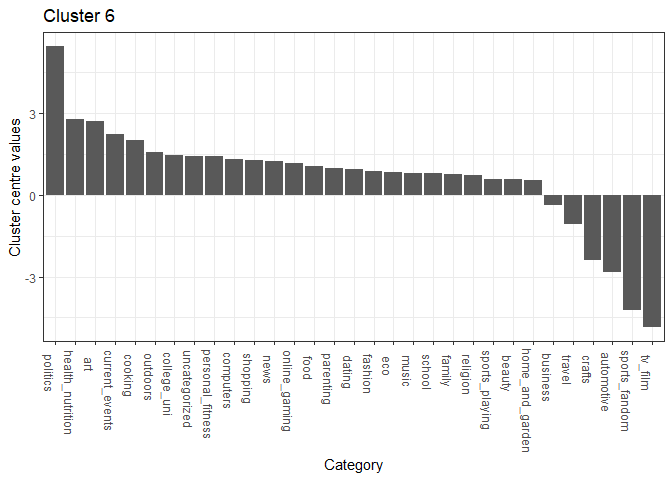 Cluster 6
Cluster centre values
3
0
-3
politics
health_nutrition
art
current_events
cooking
outdoors
college_uni
uncategorized
personal_fitness
computers
shopping
news
online_gaming
food
parenting
dating
fashion
eco
music
school
family
religion
sports_playing
beauty
home_and_garden
business
travel
crafts
automotive
sports_fandom
tv_film
Category